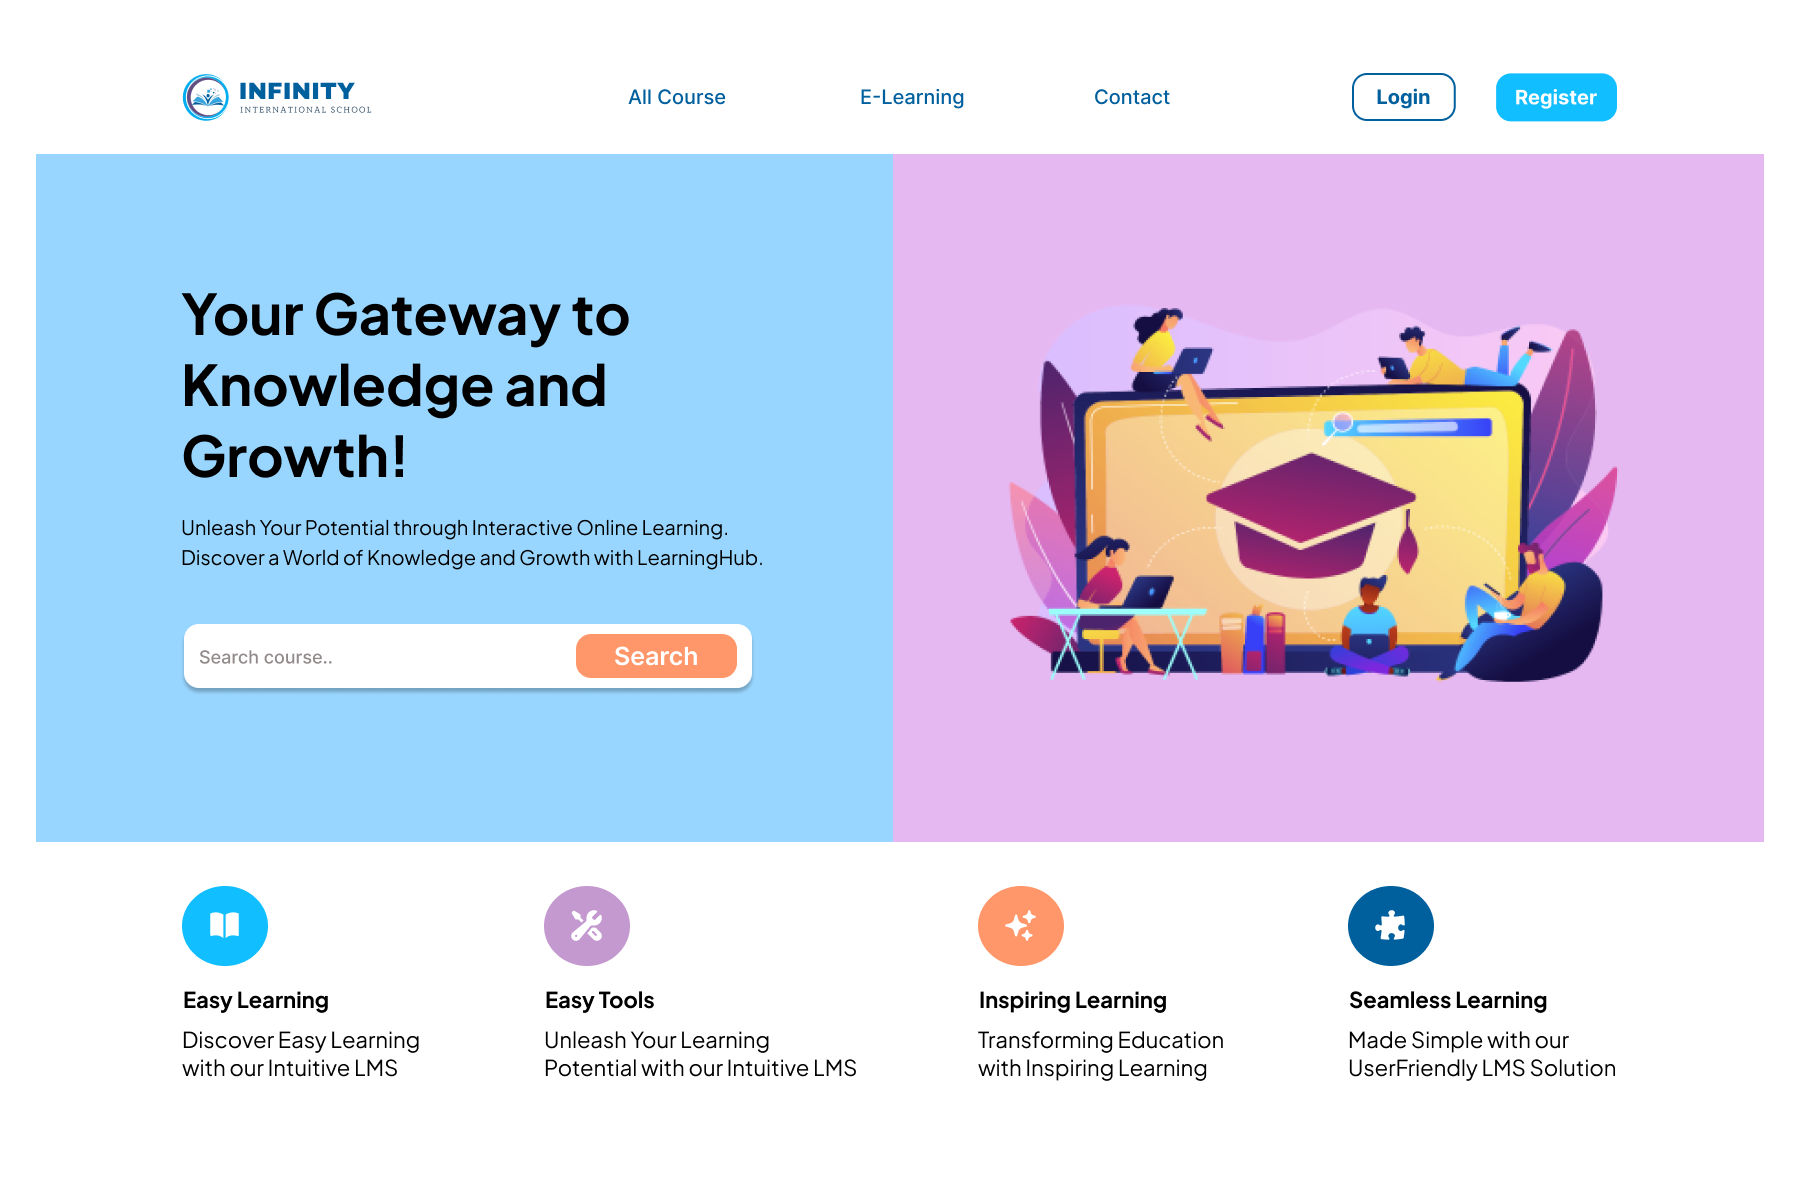 INFINITY
INTERNATIONAL SCHOOL
All Course
E-Learning
Contact
Login
Register
Your Gateway to
Knowledge and
Growth!
Unleash Your Potential through Interactive Online Learning.
Discover a World of Knowledge and Growth with LearningHub.
Search course..
Search
Easy Learning
Discover Easy Learning
with our Intuitive LMS
Easy Tools
Unleash Your Learning
Potential with our Intuitive LMS
Inspiring Learning
Transforming Education
with Inspiring Learning
Seamless Learning
Made Simple with our
UserFriendly LMS Solution